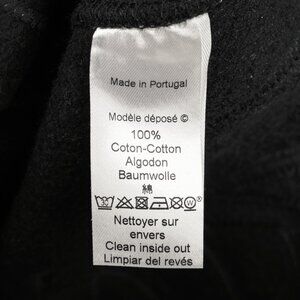 Made in Portugal
Modèle déposé ©
100%
Coton-Cotton
Algodon
Baumwolle
Nettoyer sur
envers
Clean inside out
Limpiar del revés